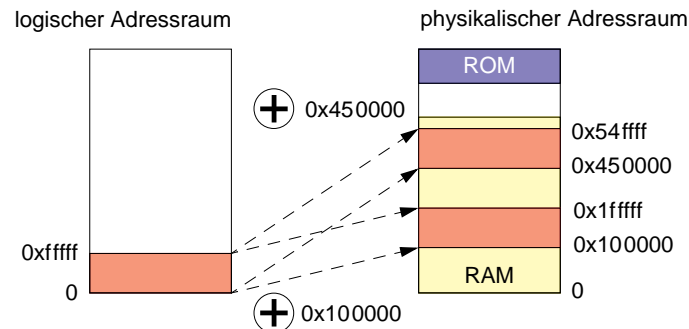 logischer Adressraum
physikalischer Adressraum
ROM
0x450000
0x54ffff
0x450000
0x1fffff
0xfffff
0x100000
0
RAM
0
0x100000